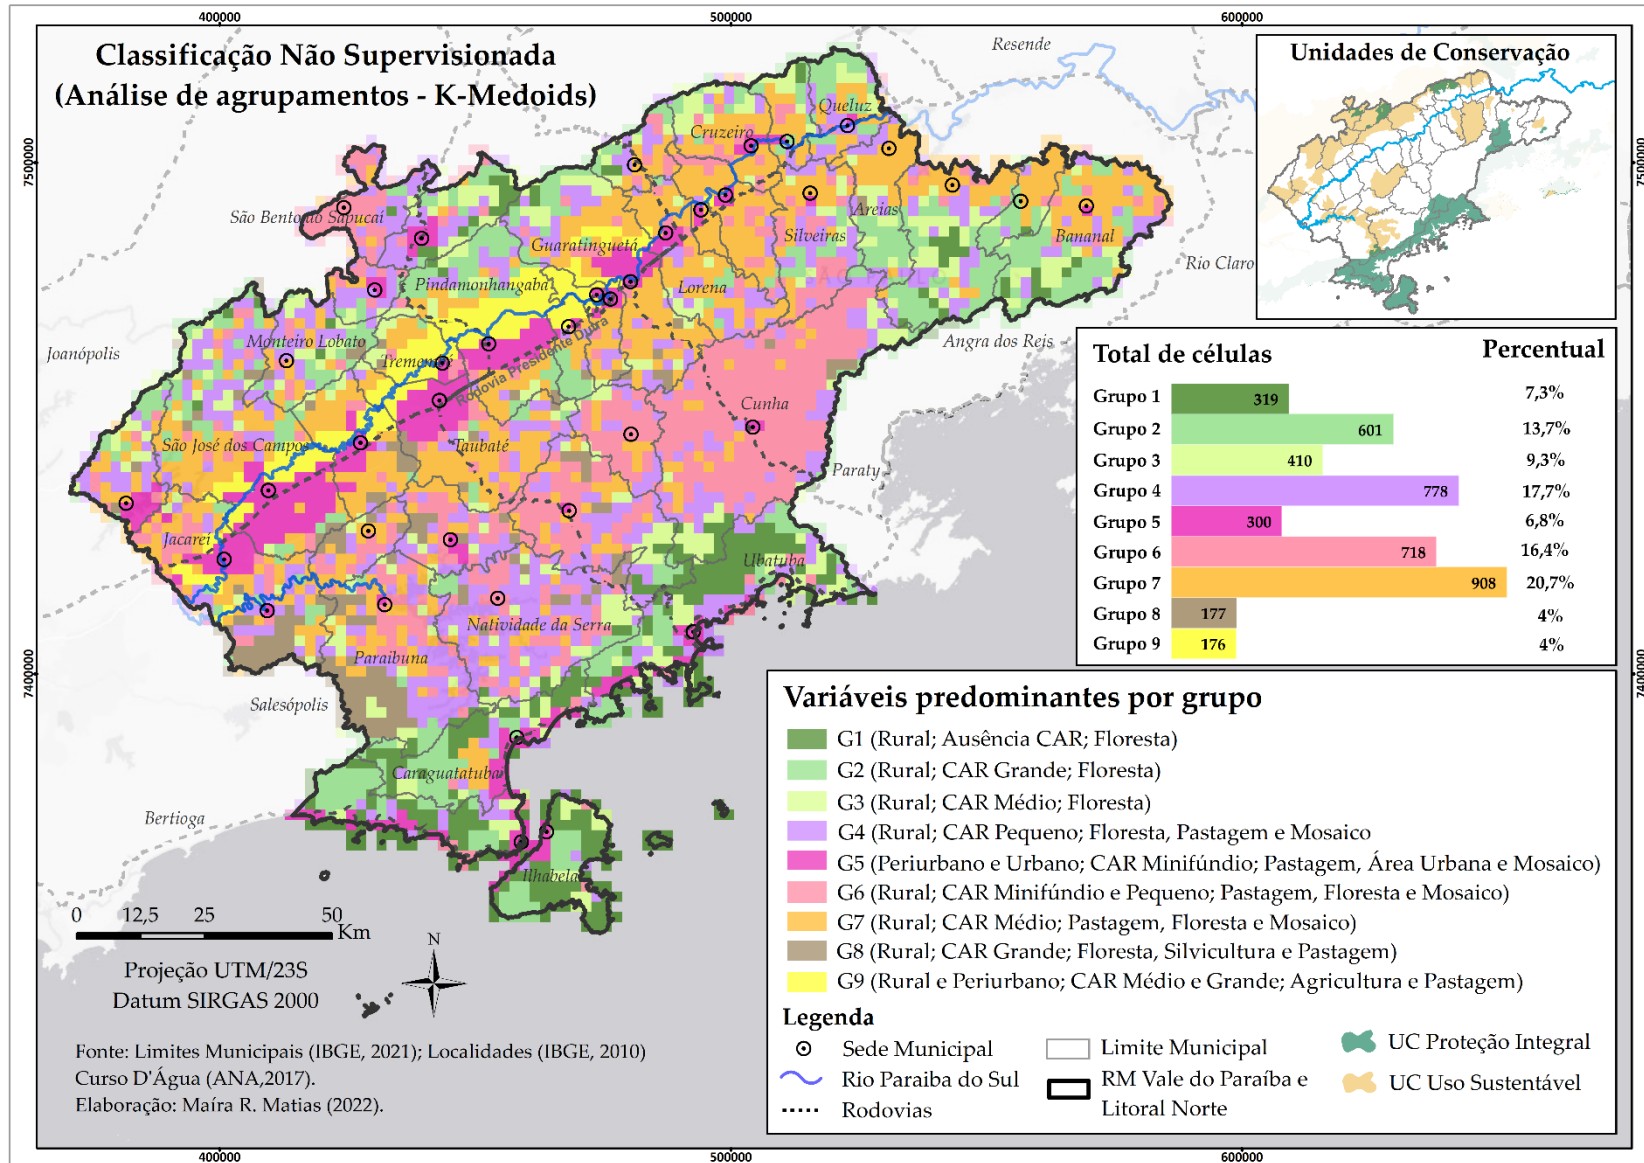 400000
500000
600000
Classificação Não Supervisionada
(Análise de agrupamentos - K-Medoids)
Resende
Queluz
Cruzeiro
São Bento do Sapucaí
Areias
Silveiras
Bananal
Guaratinguetá
Rio Claro
Pindamonhangaba
Lorena
Joanópolis
Monteiro Lobato
Tremembé
Rodovia Presidente Dutra
Angra dos Reis
Cunha
São José dos Campos
Taubaté
Paraty
Jacareí
Ubatuba
Natividade da Serra
Paraibuna
Salesópolis
Caraguatatuba
Bertioga
Ilhabela
7500000
7400000
7500000
7400000
Unidades de Conservação
Total de células
Percentual
Grupo 1 319 7,3%
Grupo 2 601 13,7%
Grupo 3 410 9,3%
Grupo 4 778 17,7%
Grupo 5 300 6,8%
Grupo 6 718 16,4%
Grupo 7 908 20,7%
Grupo 8 177 4%
Grupo 9 176 4%
Variáveis predominantes por grupo
G1 (Rural; Ausência CAR; Floresta)
G2 (Rural; CAR Grande; Floresta)
G3 (Rural; CAR Médio; Floresta)
G4 (Rural; CAR Pequeno; Floresta, Pastagem e Mosaico
G5 (Periurbano e Urbano; CAR Minifúndio; Pastagem, Área Urbana e Mosaico)
G6 (Rural; CAR Minifúndio e Pequeno; Pastagem, Floresta e Mosaico)
G7 (Rural; CAR Médio; Pastagem, Floresta e Mosaico)
G8 (Rural; CAR Grande; Floresta, Silvicultura e Pastagem)
G9 (Rural e Periurbano; CAR Médio e Grande; Agricultura e Pastagem)
Legenda
Sede Municipal
Rio Paraiba do Sul
Rodovias
Limite Municipal
RM Vale do Paraíba e
Litoral Norte
UC Proteção Integral
UC Uso Sustentável
0 12,5 25 50
Km
Projeção UTM/23S
Datum SIRGAS 2000
N
Fonte: Limites Municipais (IBGE, 2021); Localidades (IBGE, 2010)
Curso D'Água (ANA,2017).
Elaboração: Maíra R. Matias (2022).
400000
500000
600000